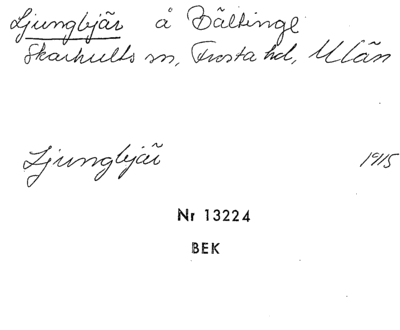 Ljungbjär å Bältinge
Skarhults sn, Frosta hd, M län
Ljungbjär 1915
Nr 13224
BEK